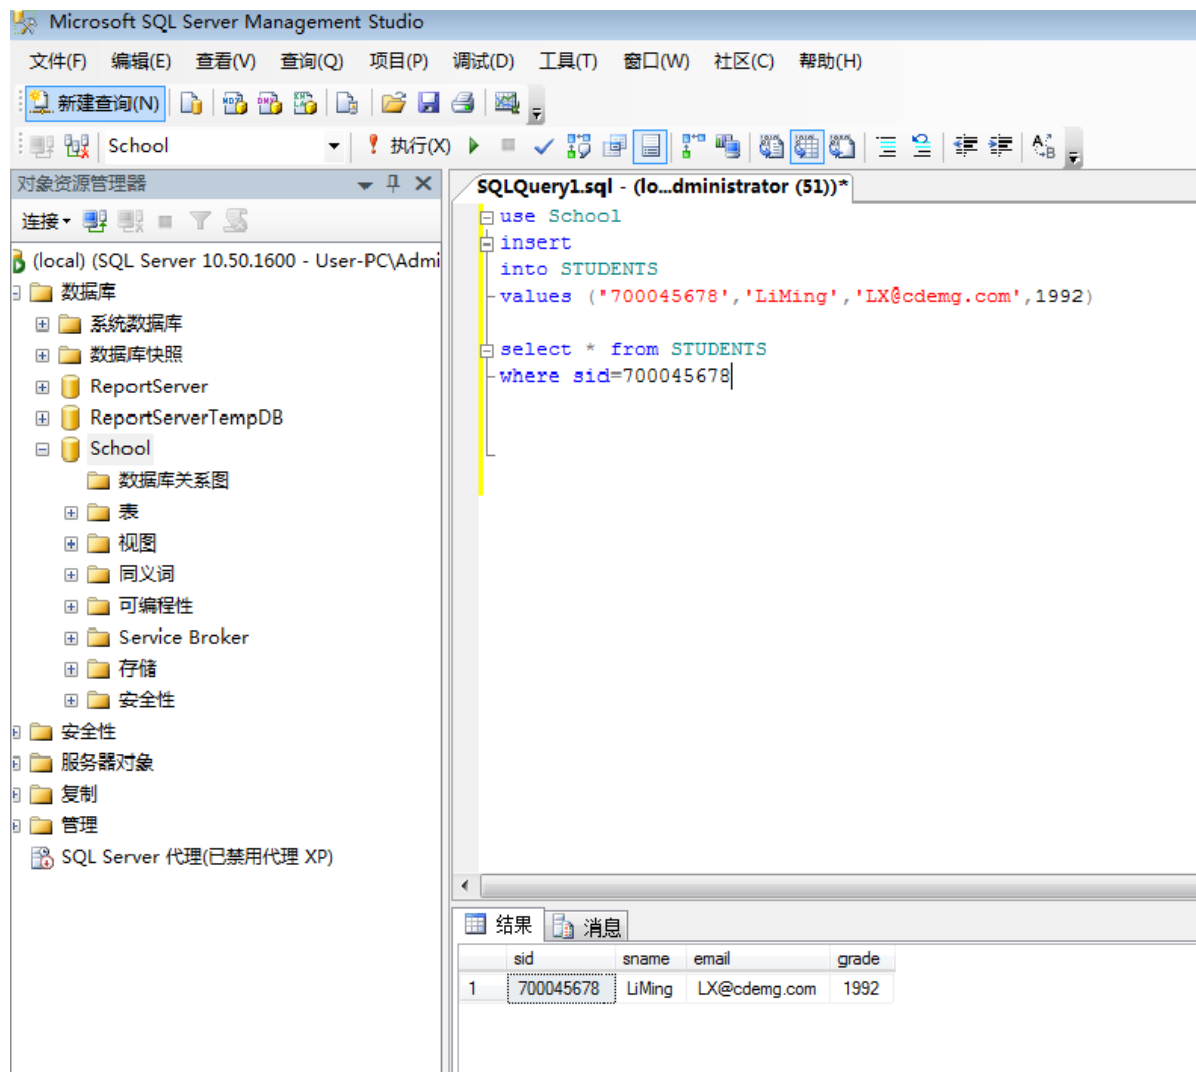 Microsoft SQL Server Management Studio
文件(F) 编辑(E) 查看(V) 查询(Q) 项目(P) 调试(D) 工具(T) 窗口(W) 社区(C) 帮助(H)
新建查询(N)
School 执行(X)
对象资源管理器
连接
(local) (SQL Server 10.50.1600 - User-PC\Admi
数据库
系统数据库
数据库快照
ReportServer
ReportServerTempDB
School
数据库关系图
表
视图
同义词
可编程性
Service Broker
存储
安全性
安全性
服务器对象
复制
管理
SQL Server 代理(已禁用代理 XP)
SQLQuery1.sql - (lo...dministrator (51))*
use School
insert
into STUDENTS
values ('700045678','LiMing','LX@cdemg.com',1992)
select * from STUDENTS
where sid=700045678
结果 消息
sid sname email grade
1 700045678 LiMing LX@cdemg.com 1992